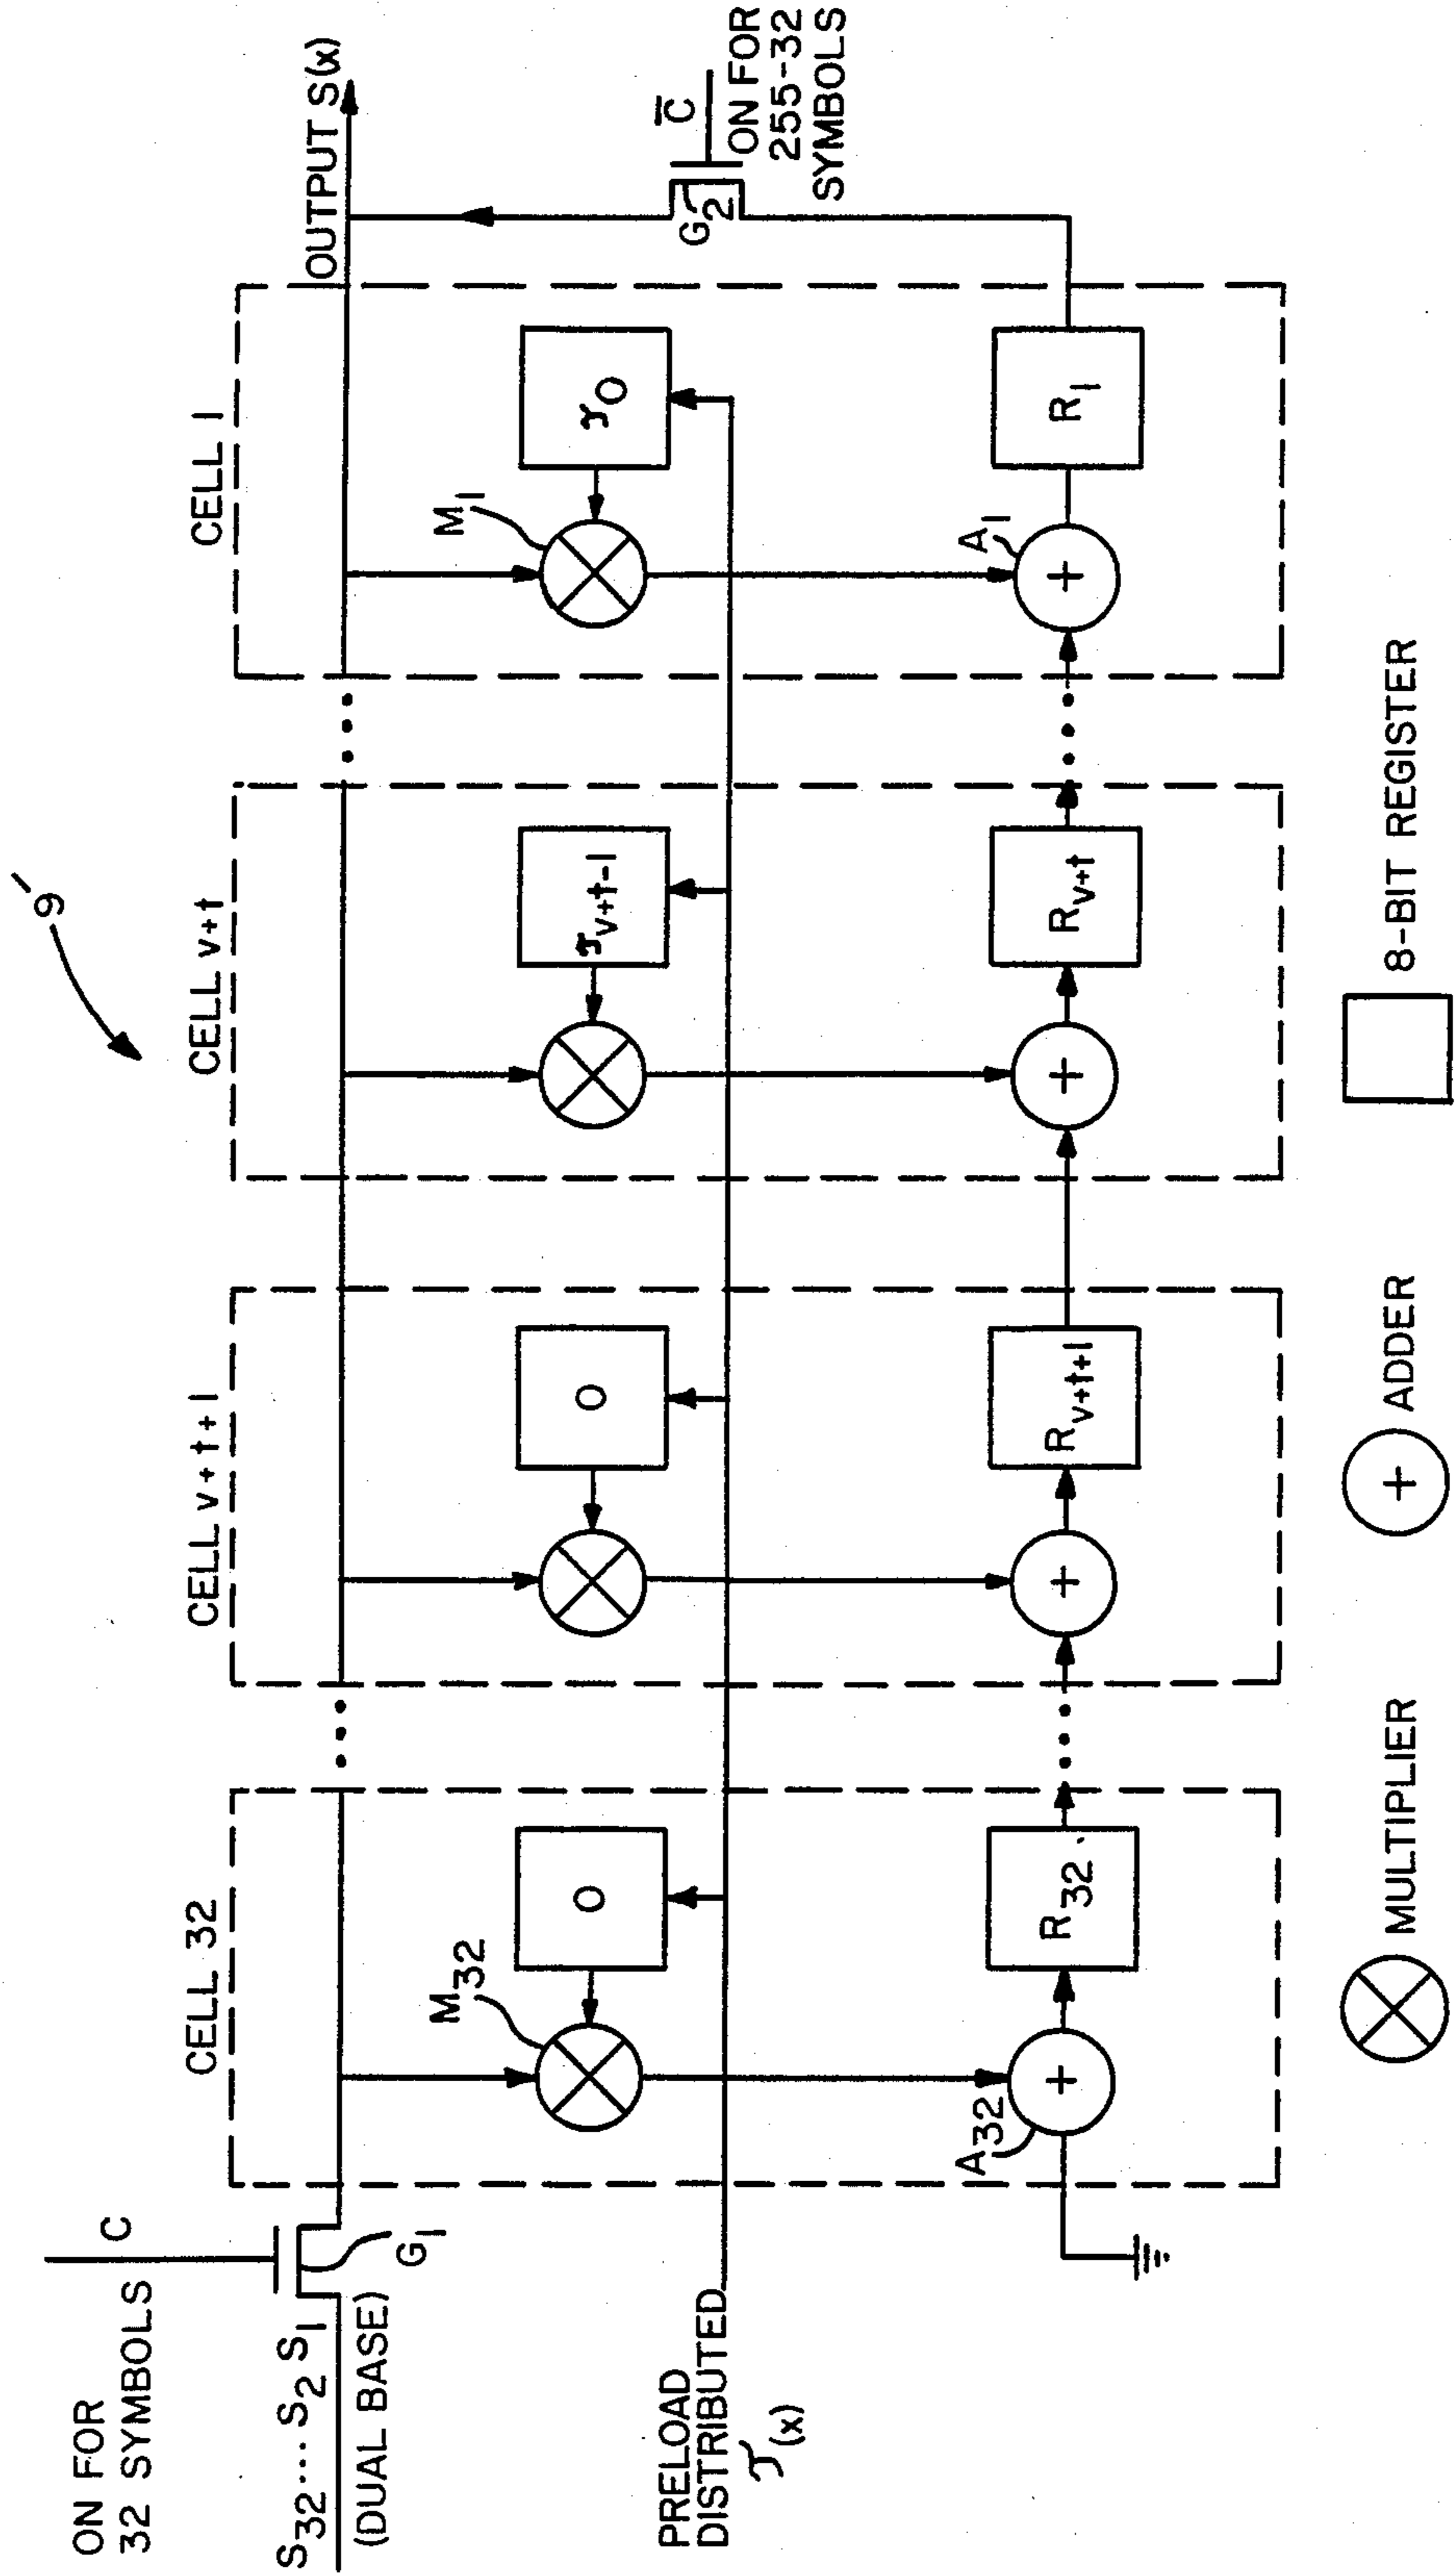 9'
ON FOR
32 SYMBOLS
C
G1
S32 .... S2 S1
(DUAL BASE)
OUTPUT S(x)
CELL 32
CELL v+t+1
CELL v+t
CELL 1
M32
0
0
τv+t-1
M1
τ0
PRELOAD
DISTRIBUTED
τ(x)
G2
C̅
ON FOR
255-32
SYMBOLS
A32
+
R32
+
Rv+t+1
+
Rv+t
A1
+
R1
MULTIPLIER
+ ADDER
8-BIT REGISTER